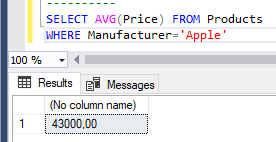 ----------
SELECT AVG(Price) FROM Products
WHERE Manufacturer='Apple'
100 %
Results Messages
(No column name)
1 43000,00